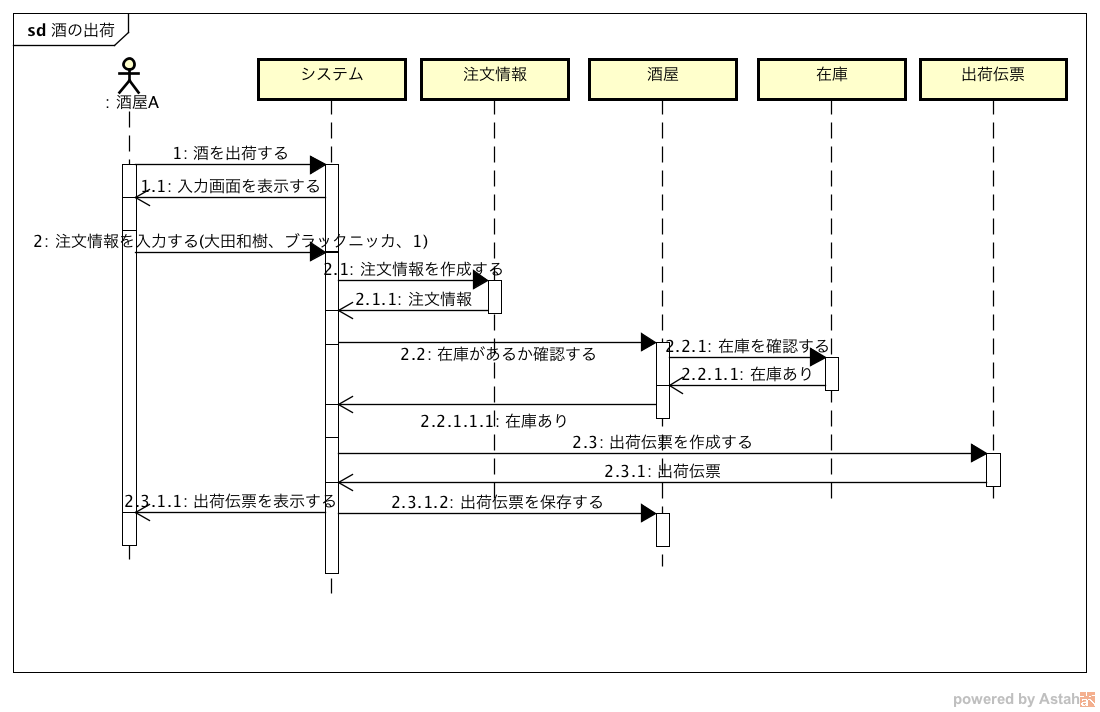 sd 酒の出荷
: 酒屋A
システム
注文情報
酒屋
在庫
出荷伝票
1: 酒を出荷する
1.1: 入力画面を表示する
2: 注文情報を入力する(大田和樹、ブラックニッカ、1)
2.1: 注文情報を作成する
2.1.1: 注文情報
2.2: 在庫があるか確認する
2.2.1: 在庫を確認する
2.2.1.1: 在庫あり
2.2.1.1.1: 在庫あり
2.3: 出荷伝票を作成する
2.3.1: 出荷伝票
2.3.1.1: 出荷伝票を表示する
2.3.1.2: 出荷伝票を保存する
powered by Astah